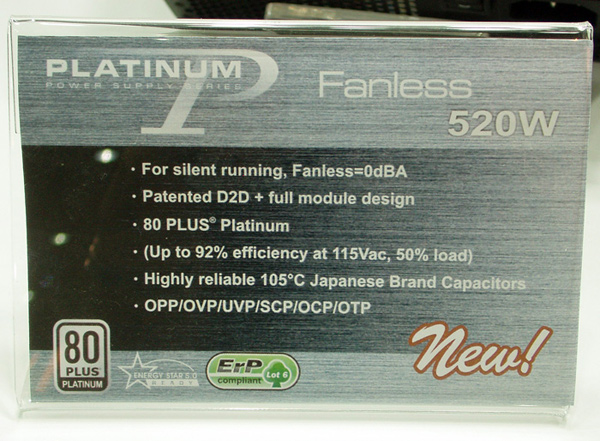 PLATINUM
POWER SUPPLY SERIES
P
Fanless
520W
· For silent running, Fanless=0dBA
· Patented D2D + full module design
· 80 PLUS® Platinum
· (Up to 92% efficiency at 115Vac, 50% load)
· Highly reliable 105°C Japanese Brand Capacitors
· OPP/OVP/UVP/SCP/OCP/OTP
New!
80
PLUS
PLATINUM
ENERGY STAR 5.0
READY
ErP
compliant
Lot 6